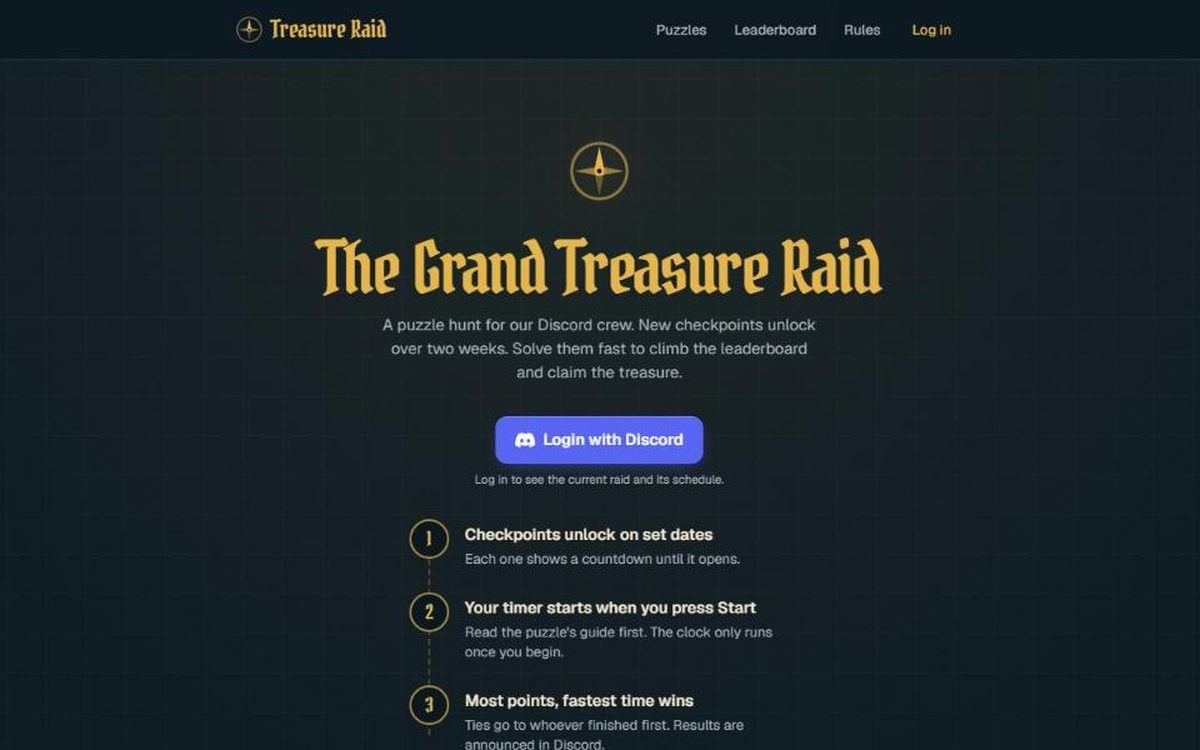 Treasure Raid
Puzzles
Leaderboard
Rules
Log in
The Grand Treasure Raid
A puzzle hunt for our Discord crew. New checkpoints unlock
over two weeks. Solve them fast to climb the leaderboard
and claim the treasure.
Login with Discord
Log in to see the current raid and its schedule.
1
Checkpoints unlock on set dates
Each one shows a countdown until it opens.
2
Your timer starts when you press Start
Read the puzzle's guide first. The clock only runs
once you begin.
3
Most points, fastest time wins
Ties go to whoever finished first. Results are
announced in Discord.